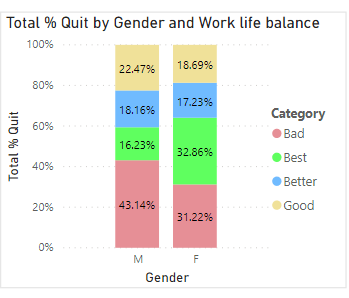 Total % Quit by Gender and Work life balance
Total % Quit
100%
80%
60%
40%
20%
0%
22.47%
18.16%
16.23%
43.14%
18.69%
17.23%
32.86%
31.22%
M
F
Gender
Category
Bad
Best
Better
Good